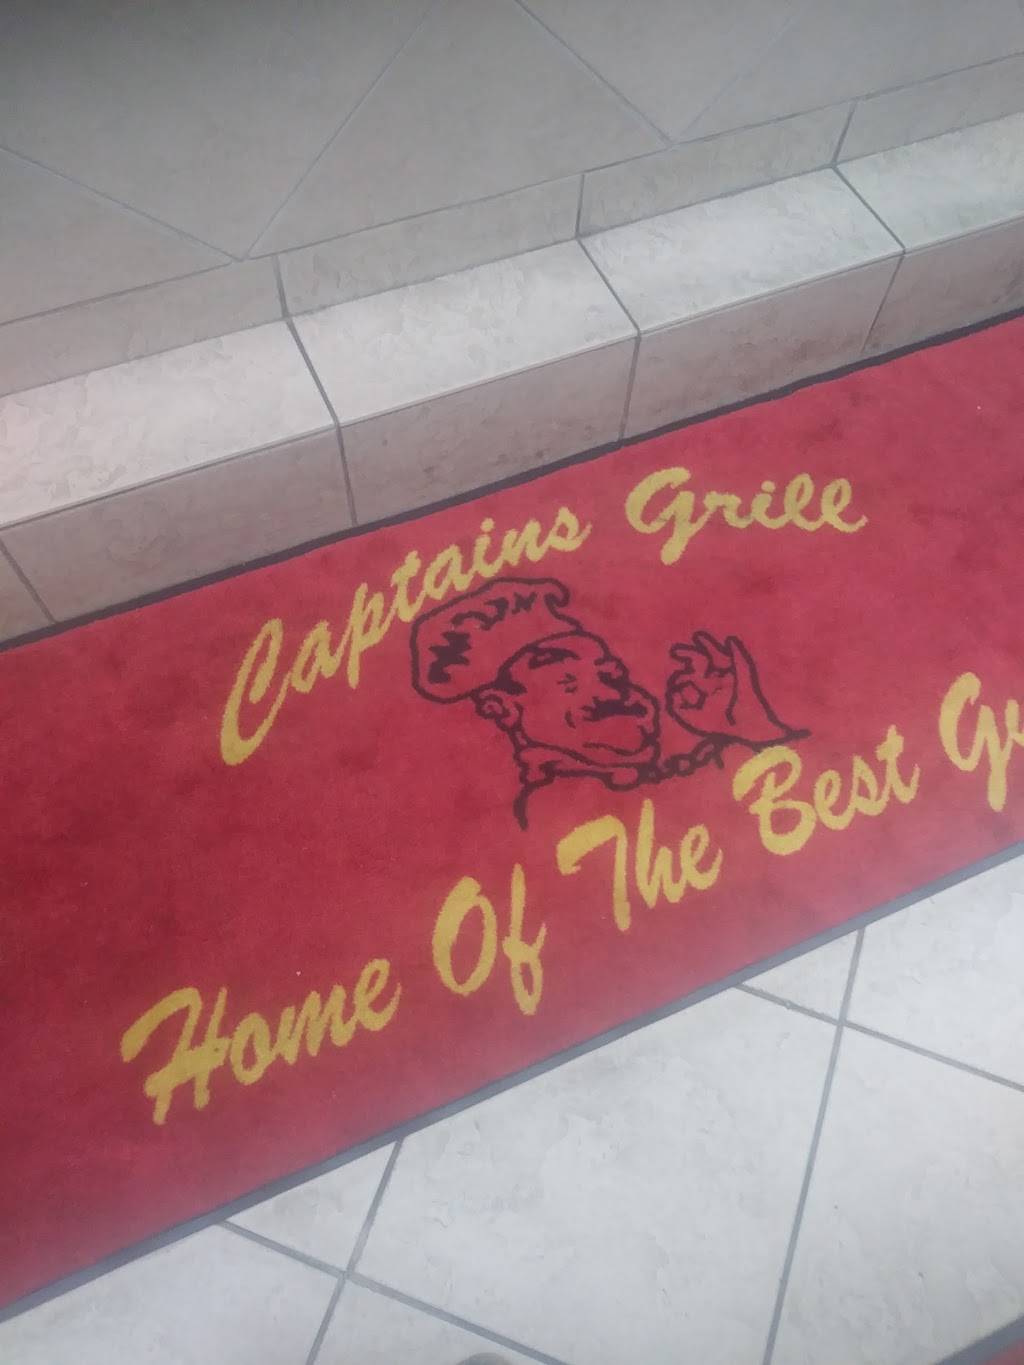 Captains Grill
Home Of The Best